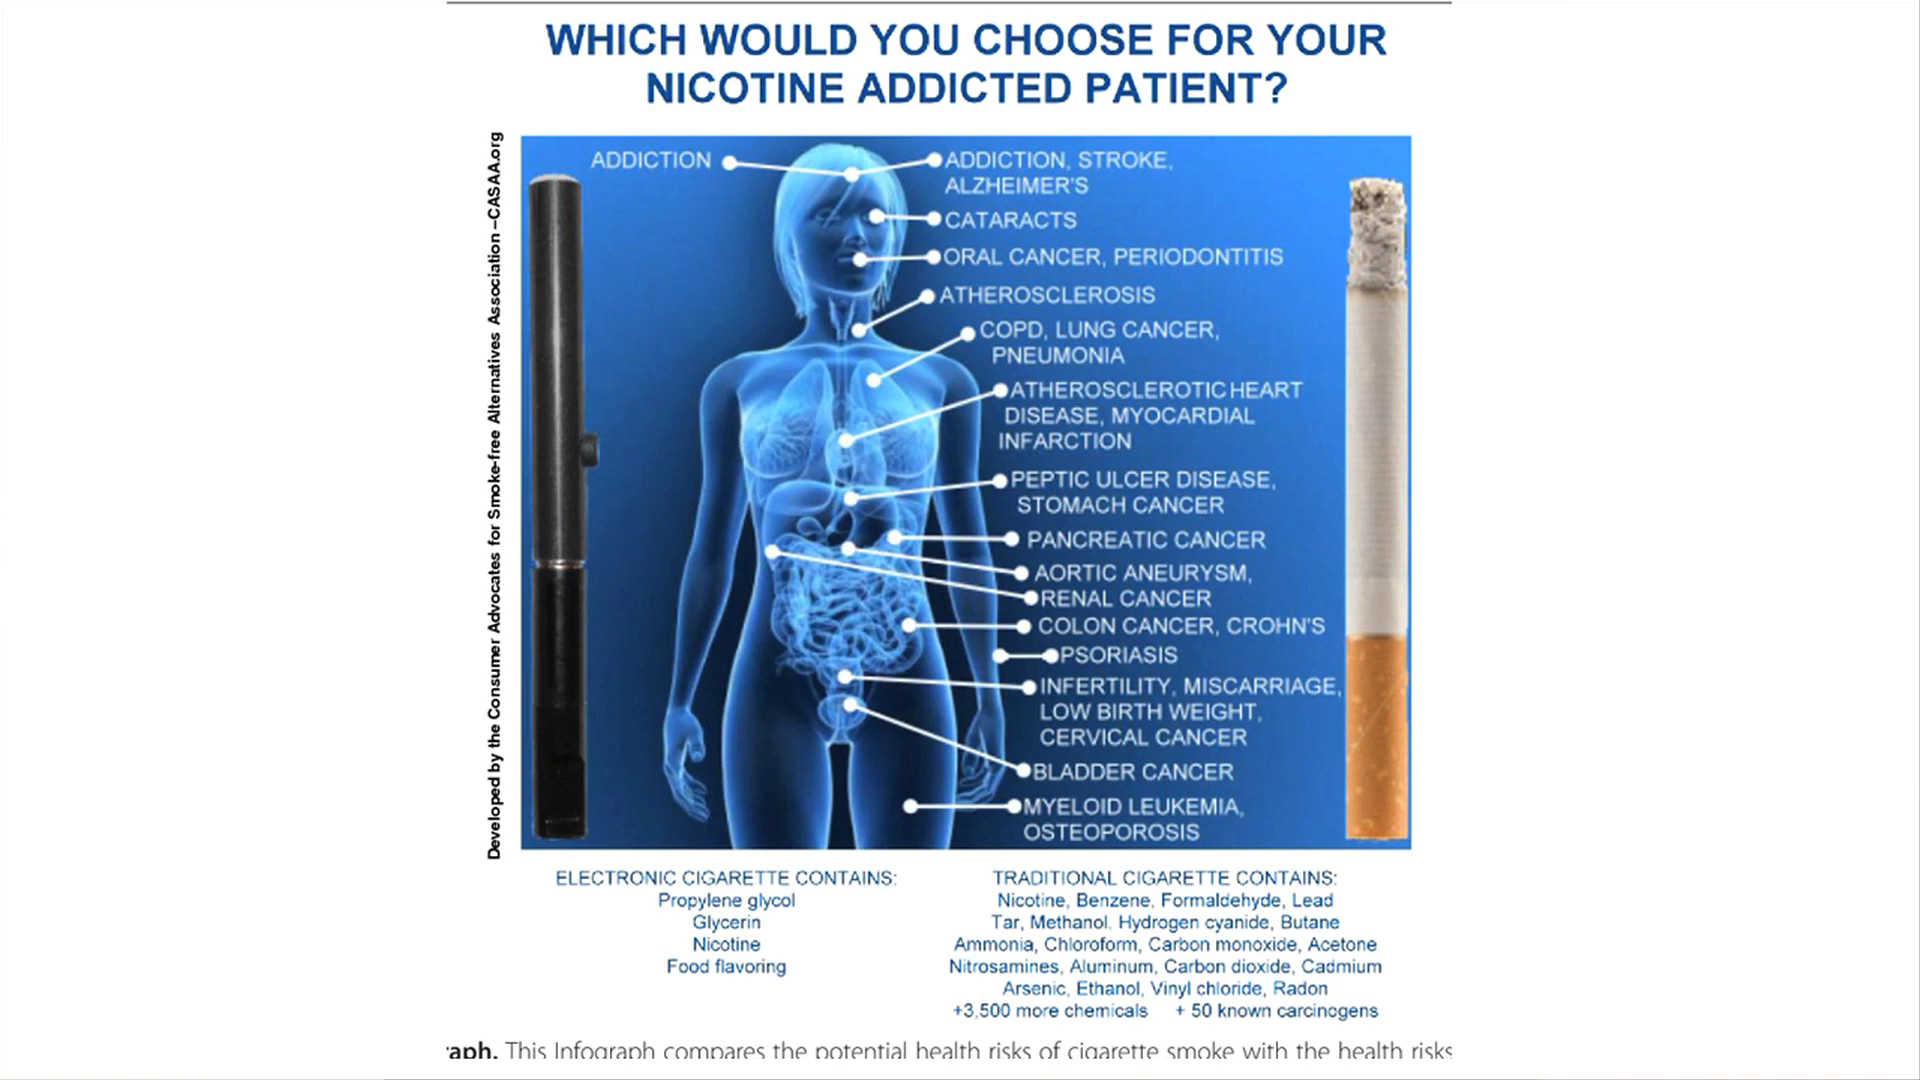 WHICH WOULD YOU CHOOSE FOR YOUR
NICOTINE ADDICTED PATIENT?
Developed by the Consumer Advocates for Smoke-free Alternatives Association –CASAA.org
ADDICTION
ADDICTION, STROKE,
ALZHEIMER'S
CATARACTS
ORAL CANCER, PERIODONTITIS
ATHEROSCLEROSIS
COPD, LUNG CANCER,
PNEUMONIA
ATHEROSCLEROTIC HEART
DISEASE, MYOCARDIAL
INFARCTION
PEPTIC ULCER DISEASE,
STOMACH CANCER
PANCREATIC CANCER
AORTIC ANEURYSM,
RENAL CANCER
COLON CANCER, CROHN'S
PSORIASIS
INFERTILITY, MISCARRIAGE,
LOW BIRTH WEIGHT,
CERVICAL CANCER
BLADDER CANCER
MYELOID LEUKEMIA,
OSTEOPOROSIS
ELECTRONIC CIGARETTE CONTAINS:
Propylene glycol
Glycerin
Nicotine
Food flavoring
TRADITIONAL CIGARETTE CONTAINS:
Nicotine, Benzene, Formaldehyde, Lead
Tar, Methanol, Hydrogen cyanide, Butane
Ammonia, Chloroform, Carbon monoxide, Acetone
Nitrosamines, Aluminum, Carbon dioxide, Cadmium
Arsenic, Ethanol, Vinyl chloride, Radon
+3,500 more chemicals + 50 known carcinogens
raph. This Infograph compares the potential health risks of cigarette smoke with the health risks